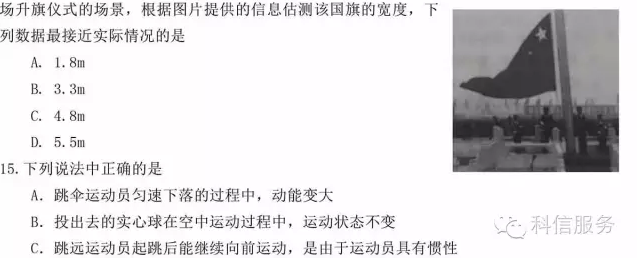 场升旗仪式的场景，根据图片提供的信息估测该国旗的宽度，下
列数据最接近实际情况的是
A. 1.8m
B. 3.3m
C. 4.8m
D. 5.5m
15.下列说法中正确的是
A．跳伞运动员匀速下落的过程中，动能变大
B．投出去的实心球在空中运动过程中，运动状态不变
C．跳远运动员起跳后能继续向前运动，是由于运动员具有惯性
科信服务